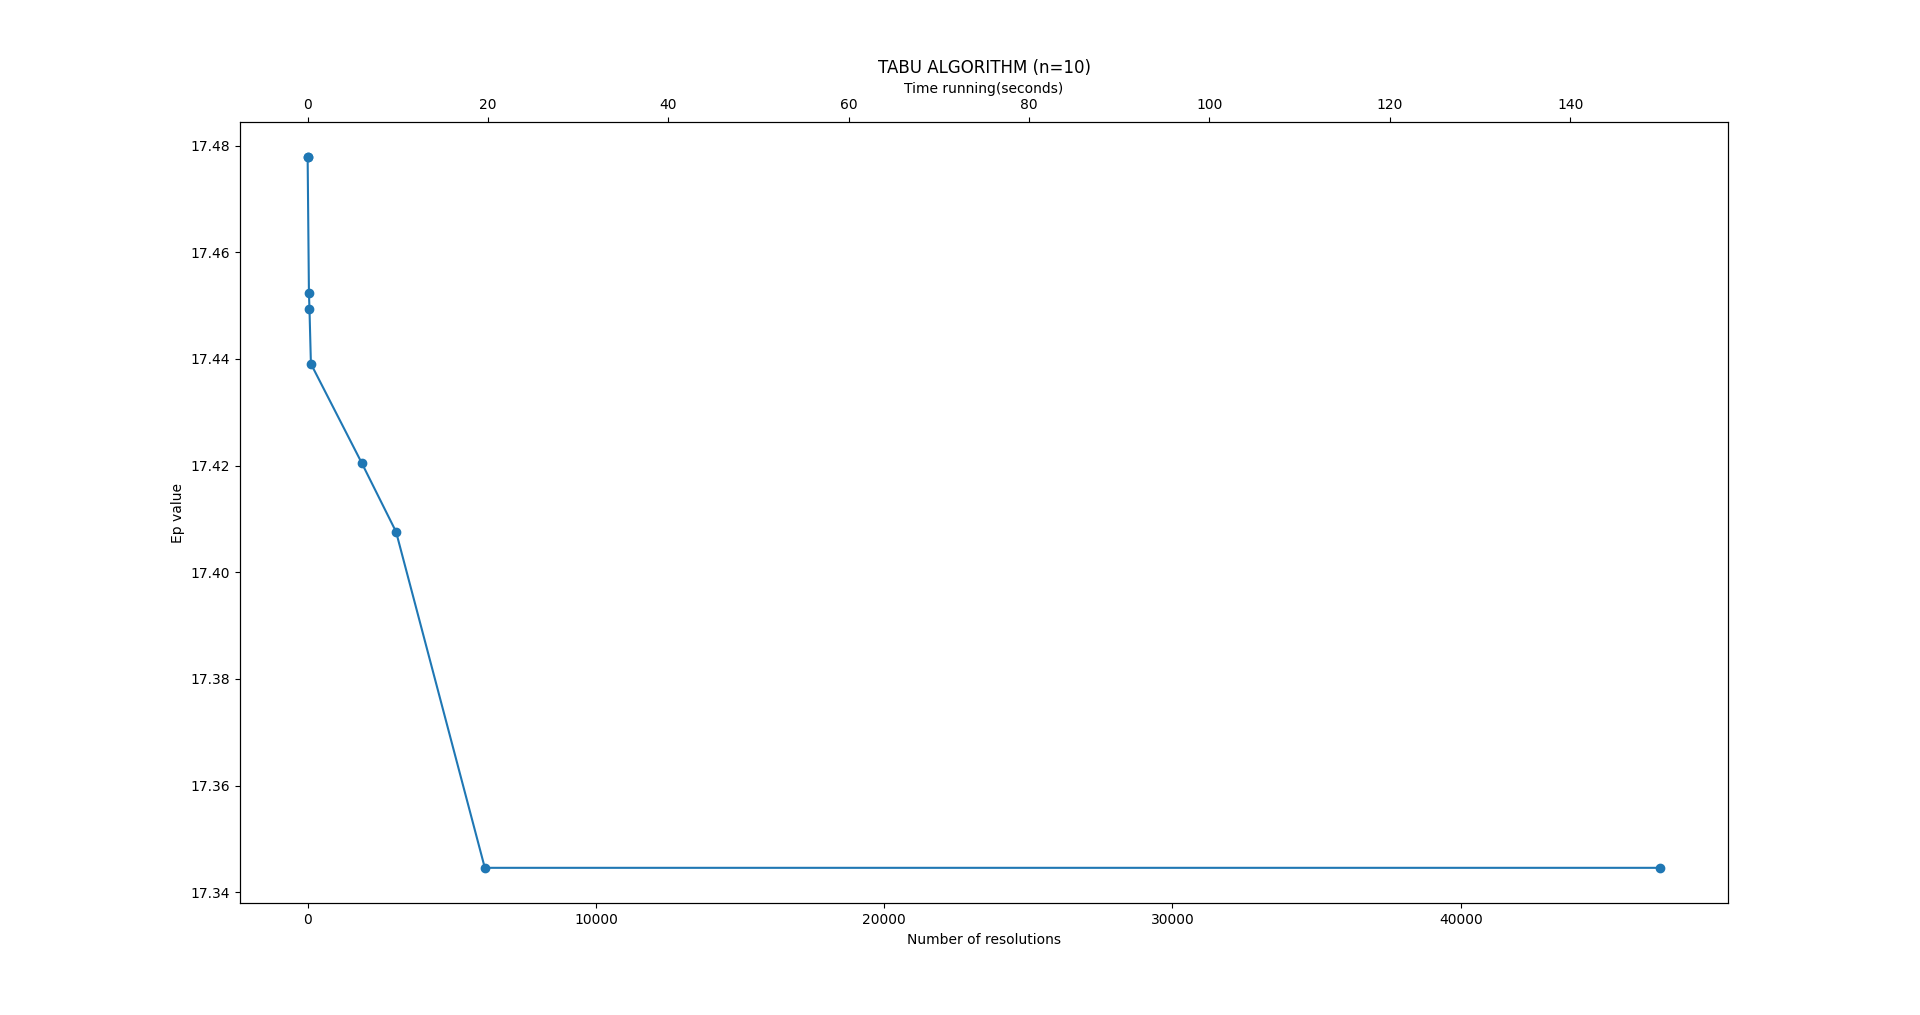 TABU ALGORITHM (n=10)
Time running(seconds)
0 20 40 60 80 100 120 140
17.48
17.46
17.44
17.42
17.40
17.38
17.36
17.34
Ep value
0 10000 20000 30000 40000
Number of resolutions